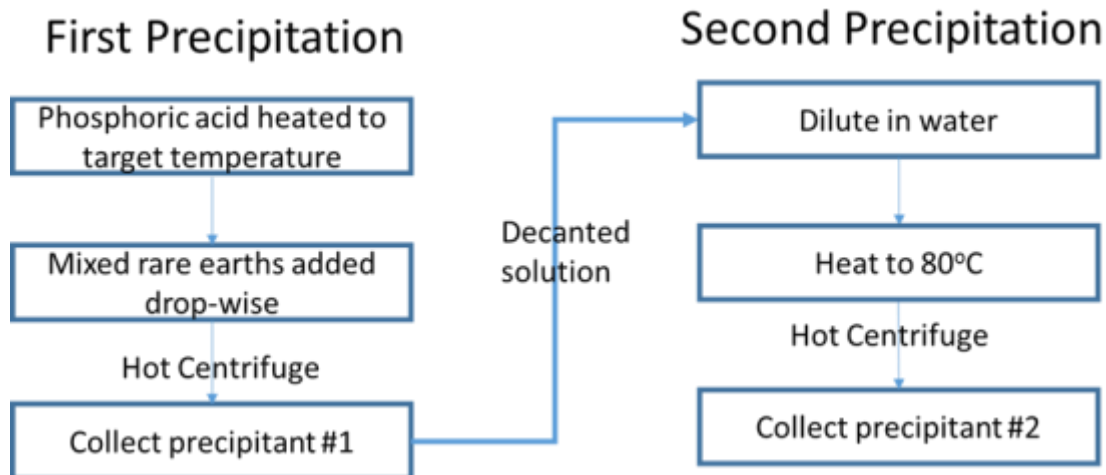 First Precipitation
Phosphoric acid heated to
target temperature
Mixed rare earths added
drop-wise
Hot Centrifuge
Collect precipitant #1
Decanted
solution
Second Precipitation
Dilute in water
Heat to 80°C
Hot Centrifuge
Collect precipitant #2